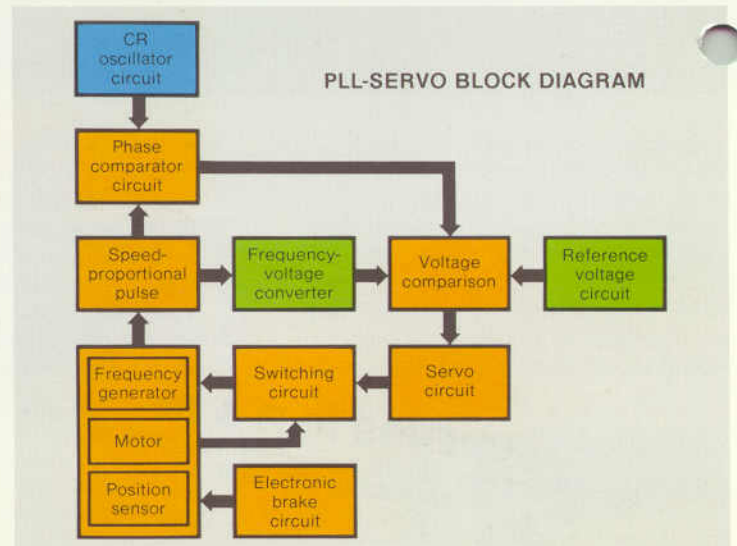 CR
oscillator
circuit
PLL-SERVO BLOCK DIAGRAM
Phase
comparator
circuit
Speed-
proportional
pulse
Frequency-
voltage
converter
Voltage
comparison
Reference
voltage
circuit
Frequency
generator
Switching
circuit
Servo
circuit
Motor
Position
sensor
Electronic
brake
circuit